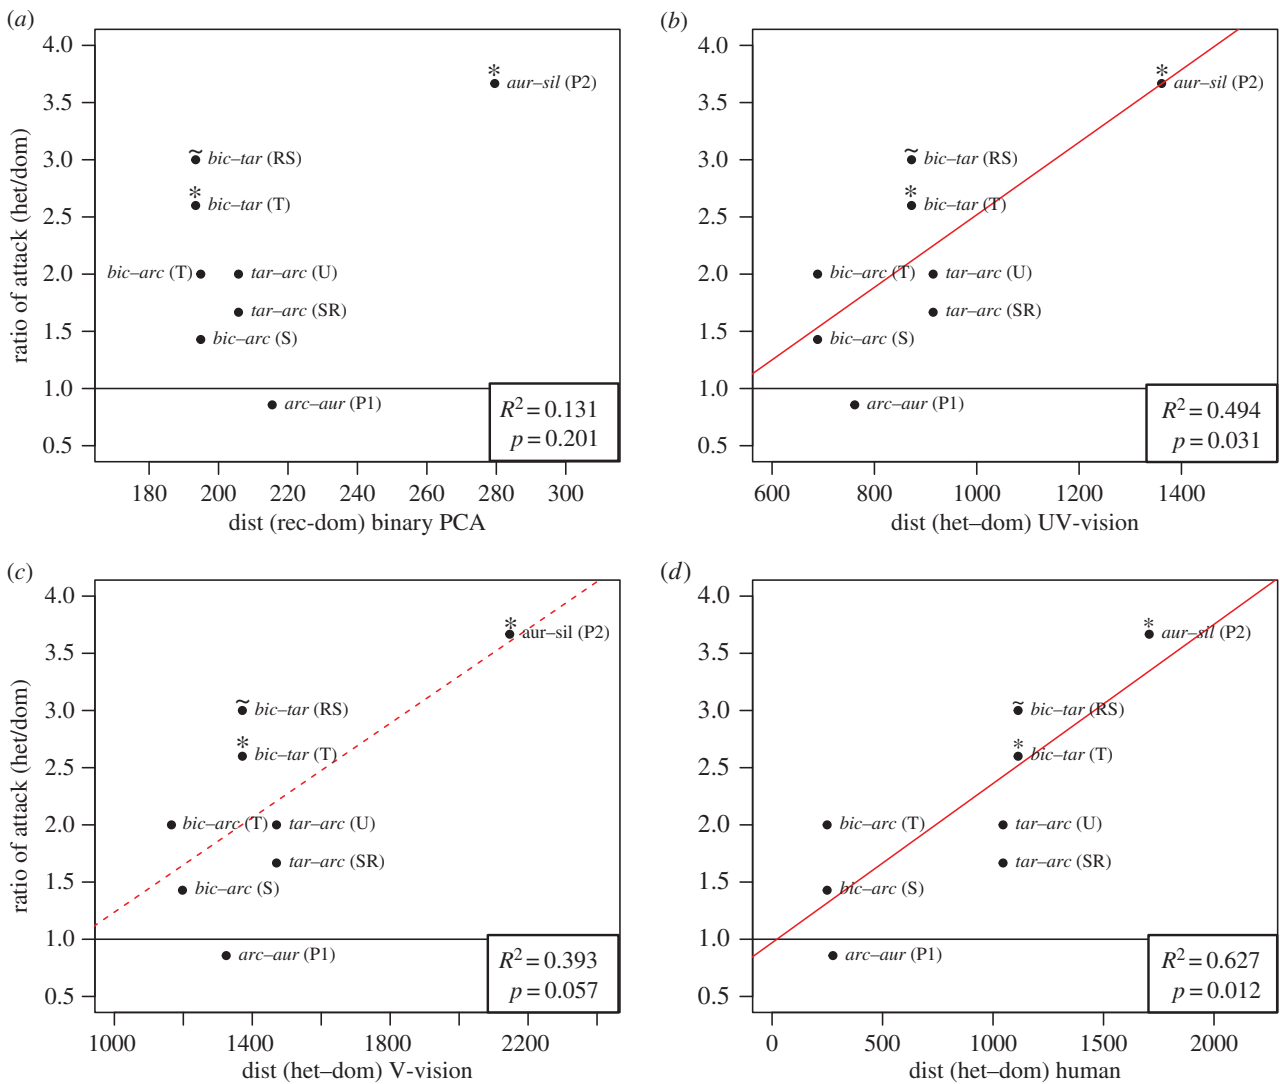 (a)
4.0
3.5
3.0
2.5
2.0
1.5
1.0
0.5
ratio of attack (het/dom)
* aur–sil (P2)
~ bic–tar (RS)
* bic–tar (T)
bic–arc (T)
tar–arc (U)
tar–arc (SR)
bic–arc (S)
arc–aur (P1)
R² = 0.131
p = 0.201
180 200 220 240 260 280 300
dist (rec-dom) binary PCA
(b)
4.0
3.5
3.0
2.5
2.0
1.5
1.0
0.5
* aur–sil (P2)
~ bic–tar (RS)
* bic–tar (T)
bic–arc (T)
tar–arc (U)
tar–arc (SR)
bic–arc (S)
arc–aur (P1)
R² = 0.494
p = 0.031
600 800 1000 1200 1400
dist (het–dom) UV-vision
(c)
4.0
3.5
3.0
2.5
2.0
1.5
1.0
0.5
ratio of attack (het/dom)
* aur–sil (P2)
~ bic–tar (RS)
* bic–tar (T)
bic–arc (T)
tar–arc (U)
tar–arc (SR)
bic–arc (S)
arc–aur (P1)
R² = 0.393
p = 0.057
1000 1400 1800 2200
dist (het–dom) V-vision
(d)
4.0
3.5
3.0
2.5
2.0
1.5
1.0
0.5
* aur–sil (P2)
~ bic–tar (RS)
* bic–tar (T)
bic–arc (T)
tar–arc (U)
tar–arc (SR)
bic–arc (S)
arc–aur (P1)
R² = 0.627
p = 0.012
0 500 1000 1500 2000
dist (het–dom) human